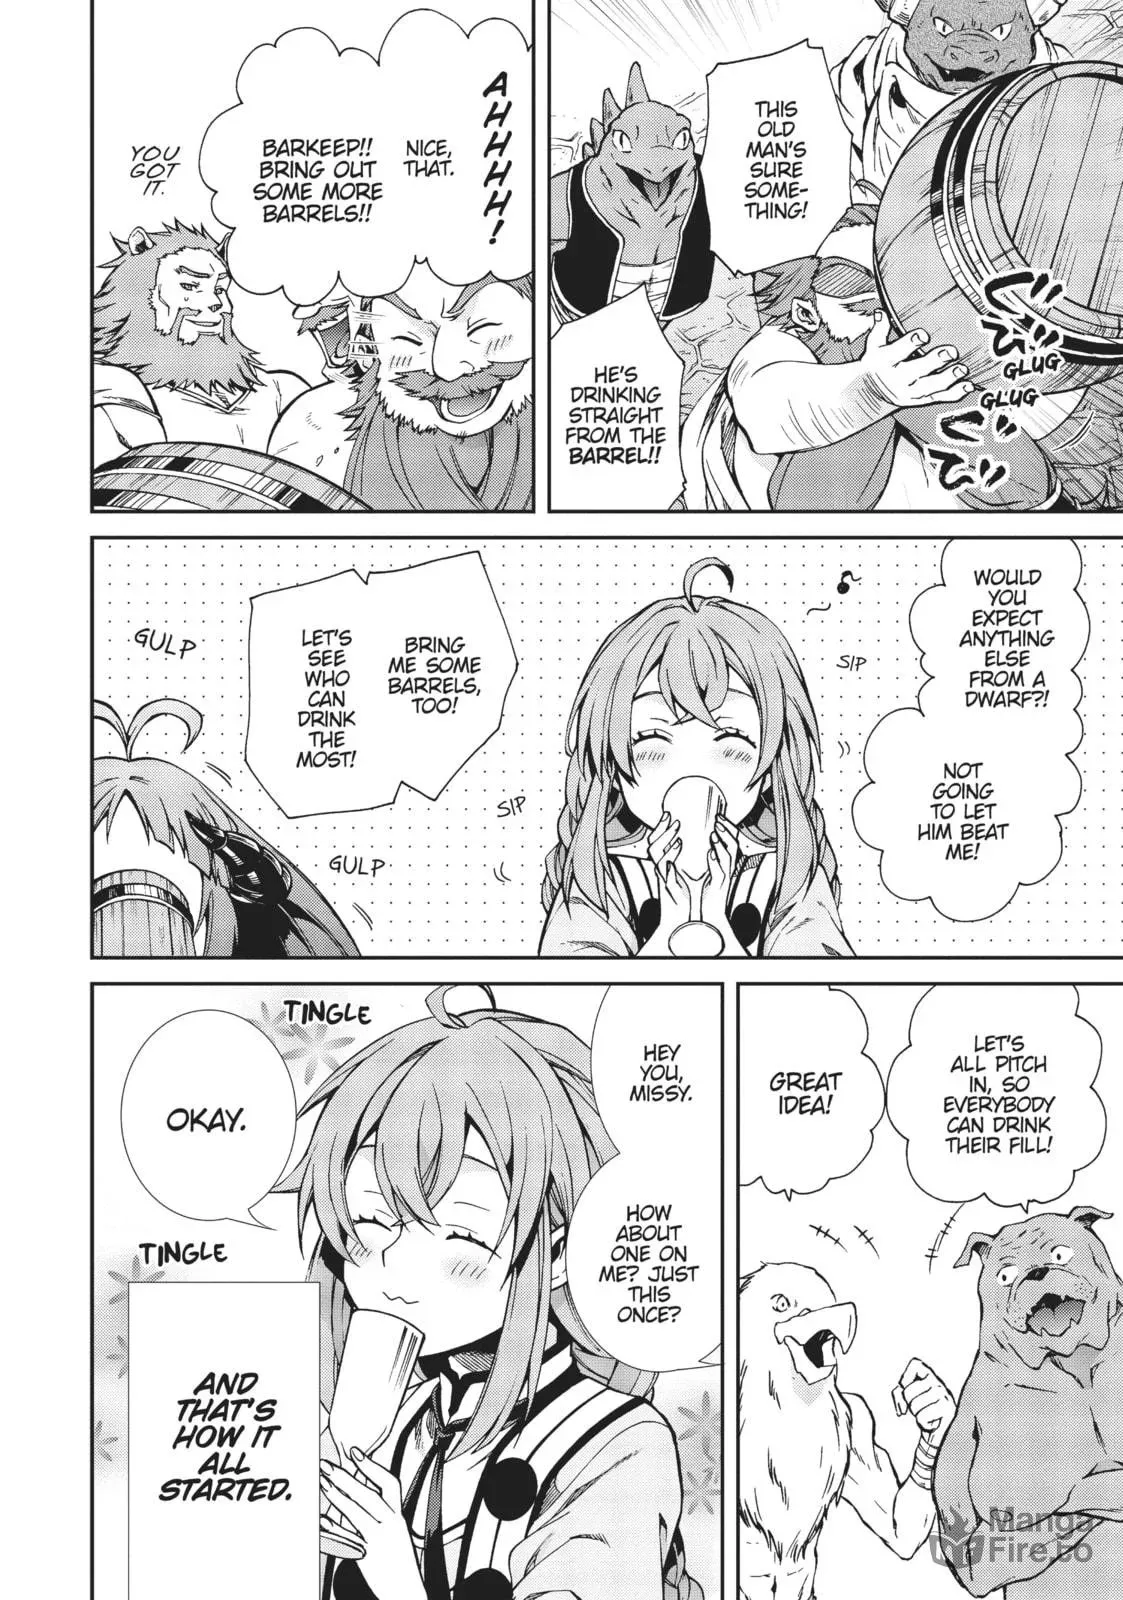 THIS
OLD
MAN'S
SURE
SOME-
THING!
HE'S
DRINKING
STRAIGHT
FROM THE
BARREL!!
GLUG
GLUG
AHHHH!
NICE,
THAT.
BARKEEP!!
BRING OUT
SOME MORE
BARRELS!!
YOU
GOT
IT.
WOULD
YOU
EXPECT
ANYTHING
ELSE
FROM A
DWARF?!
NOT
GOING
TO LET
HIM BEAT
ME!
SIP
SIP
BRING
ME SOME
BARRELS,
TOO!
LET'S
SEE WHO
CAN
DRINK
THE
MOST!
GULP
GULP
LET'S
ALL PITCH
IN, SO
EVERYBODY
CAN DRINK
THEIR FILL!
GREAT
IDEA!
HEY
YOU,
MISSY.
HOW
ABOUT
ONE ON
ME? JUST
THIS
ONCE?
TINGLE
OKAY.
TINGLE
AND
THAT'S
HOW IT
ALL
STARTED.
Manga
Fire.to